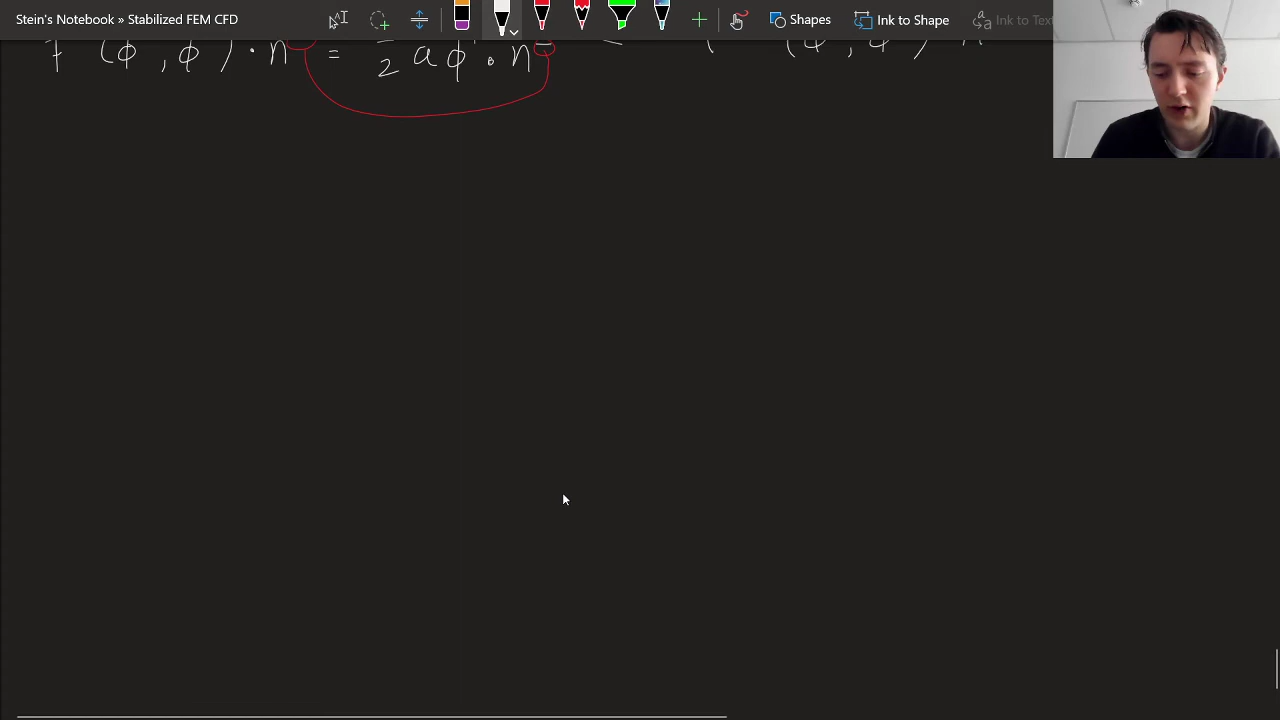 Stein's Notebook » Stabilized FEM CFD
Shapes
Ink to Shape
Ink to Text
(ϕ , ϕ) · n = 2 a ϕ · n